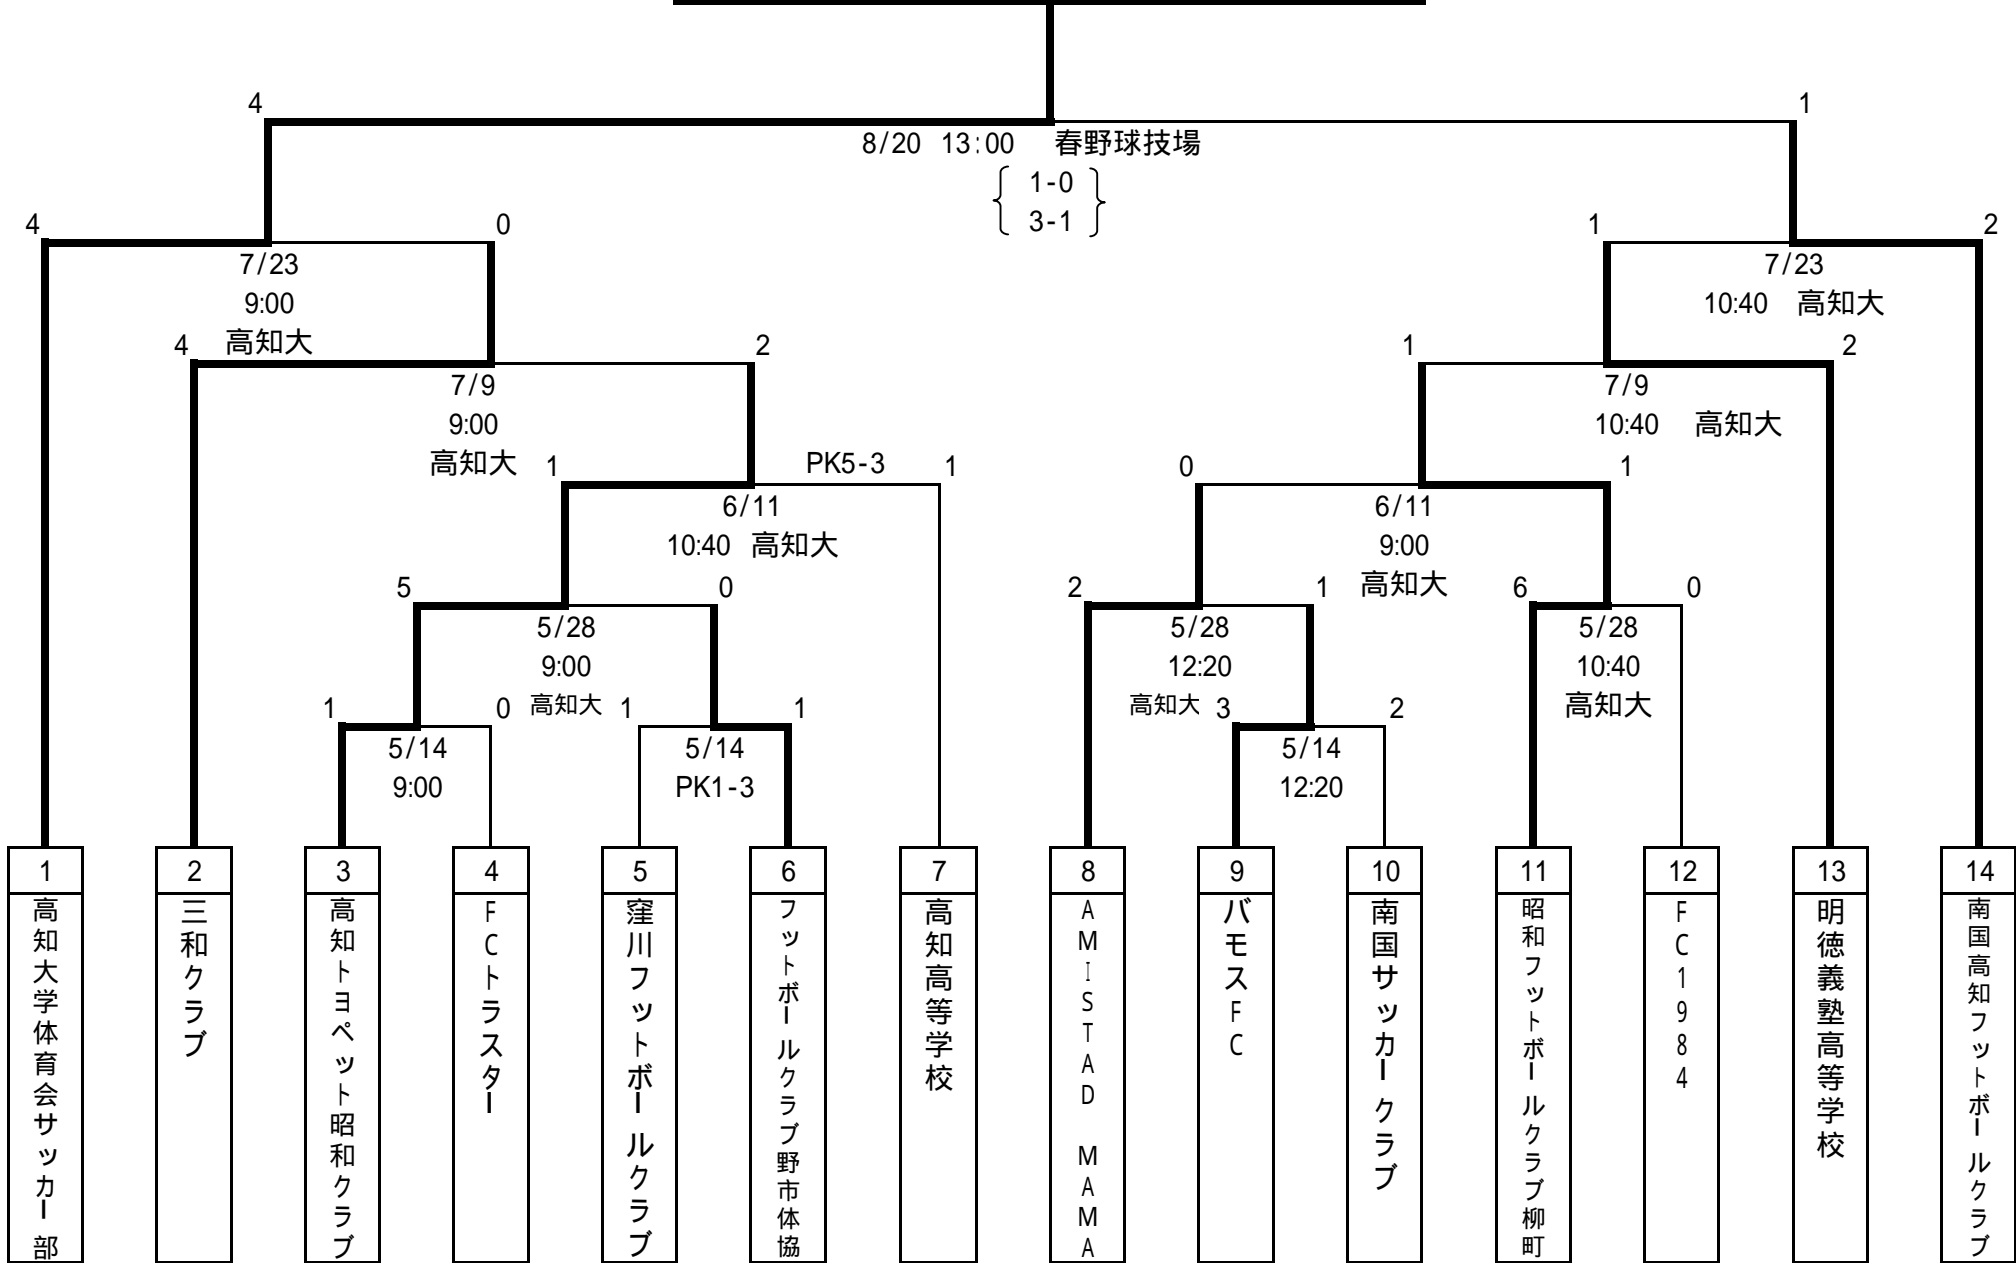 4 1
8/20 13:00 春野球技場
1-0
3-1
4 0 1 2
7/23 7/23
9:00 10:40 高知大
高知大
4 2 1 2
7/9 7/9
9:00 10:40 高知大
高知大
1 PK5-3 1 0 1
6/11 6/11
10:40 高知大 9:00
高知大
5 0 2 1 6 0
5/28 5/28 5/28
9:00 12:20 10:40
高知大 高知大 高知大
1 0 1 1 3 2
5/14 5/14 5/14
9:00 PK1-3 12:20
1
高知大学体育会サッカー部
2
三和クラブ
3
高知トヨペット昭和クラブ
4
FCトラスター
5
窪川フットボールクラブ
6
フットボールクラブ野市体協
7
高知高等学校
8
AMISTAD MAMA
9
バモスFC
10
南国サッカークラブ
11
昭和フットボールクラブ柳町
12
FC1984
13
明徳義塾高等学校
14
南国高知フットボールクラブ